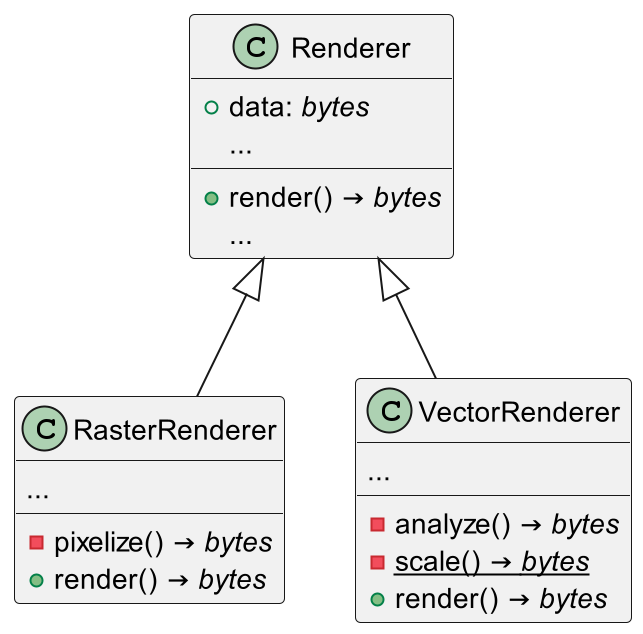 C Renderer
data: bytes
...
render() → bytes
...
C RasterRenderer
...
pixelize() → bytes
render() → bytes
C VectorRenderer
...
analyze() → bytes
scale() → bytes
render() → bytes